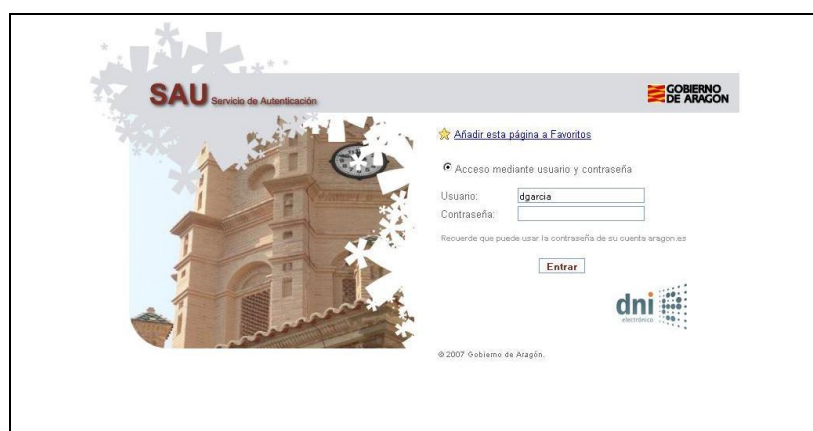 SAU Servicio de Autenticación
GOBIERNO
DE ARAGON
Añadir esta página a Favoritos
Acceso mediante usuario y contraseña
Usuario: dgarcia
Contraseña:
Recuerde que puede usar la contraseña de su cuenta aragon.es
Entrar
dni
electrónico
© 2007 Gobierno de Aragón.